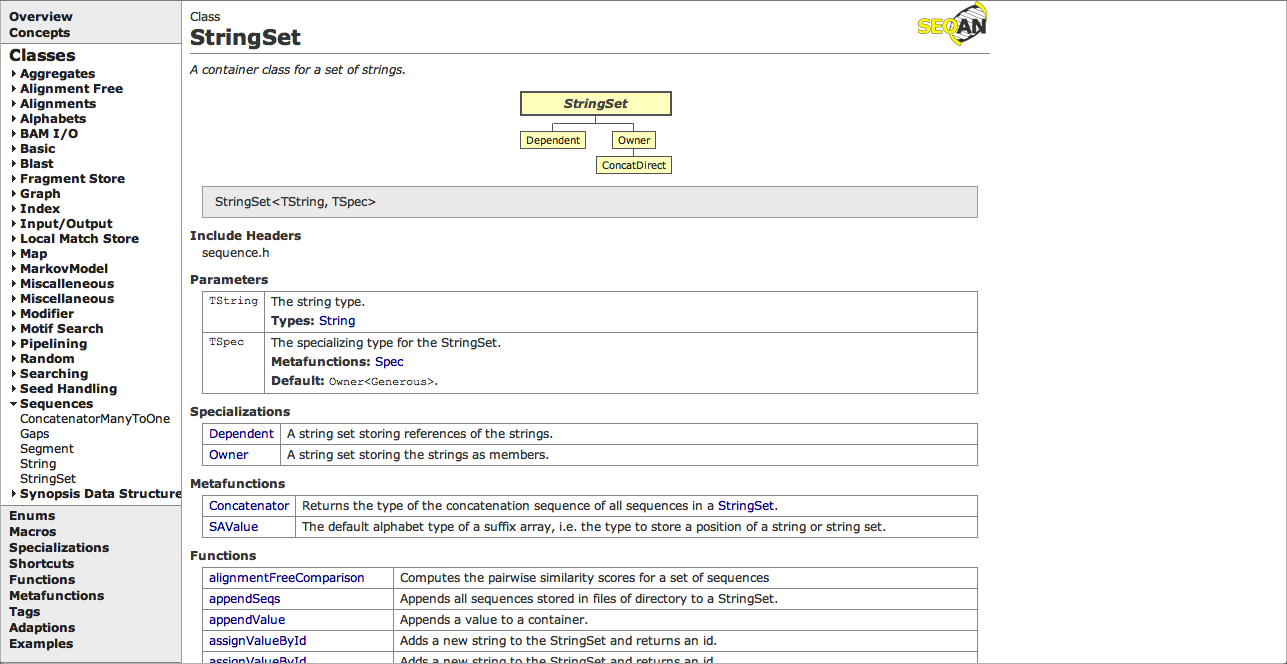 Overview
Concepts
Classes
Aggregates
Alignment Free
Alignments
Alphabets
BAM I/O
Basic
Blast
Fragment Store
Graph
Index
Input/Output
Local Match Store
Map
MarkovModel
Miscalleneous
Miscellaneous
Modifier
Motif Search
Pipelining
Random
Searching
Seed Handling
Sequences
ConcatenatorManyToOne
Gaps
Segment
String
StringSet
Synopsis Data Structure
Enums
Macros
Specializations
Shortcuts
Functions
Metafunctions
Tags
Adaptions
Examples
Class
SEQAN
StringSet
A container class for a set of strings.
StringSet
Dependent Owner
ConcatDirect
StringSet<TString, TSpec>
Include Headers
sequence.h
Parameters
TString The string type.
Types: String
TSpec The specializing type for the StringSet.
Metafunctions: Spec
Default: Owner<Generous>.
Specializations
Dependent A string set storing references of the strings.
Owner A string set storing the strings as members.
Metafunctions
Concatenator Returns the type of the concatenation sequence of all sequences in a StringSet.
SAValue The default alphabet type of a suffix array, i.e. the type to store a position of a string or string set.
Functions
alignmentFreeComparison Computes the pairwise similarity scores for a set of sequences
appendSeqs Appends all sequences stored in files of directory to a StringSet.
appendValue Appends a value to a container.
assignValueById Adds a new string to the StringSet and returns an id.
assignValueById Adds a new string to the StringSet and returns an id.